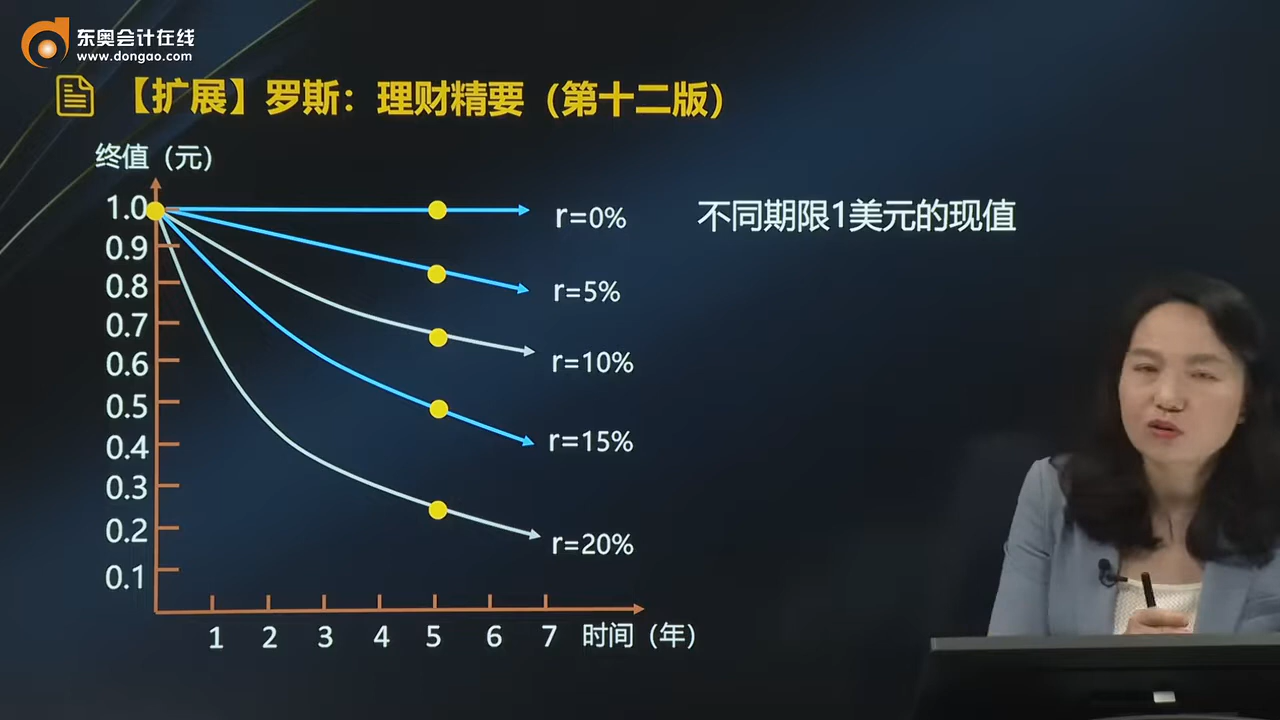 东奥会计在线
www.dongao.com
【扩展】罗斯：理财精要（第十二版）
终值（元）
不同期限1美元的现值
1.0
0.9
0.8
0.7
0.6
0.5
0.4
0.3
0.2
0.1
r=0%
r=5%
r=10%
r=15%
r=20%
1 2 3 4 5 6 7 时间（年）